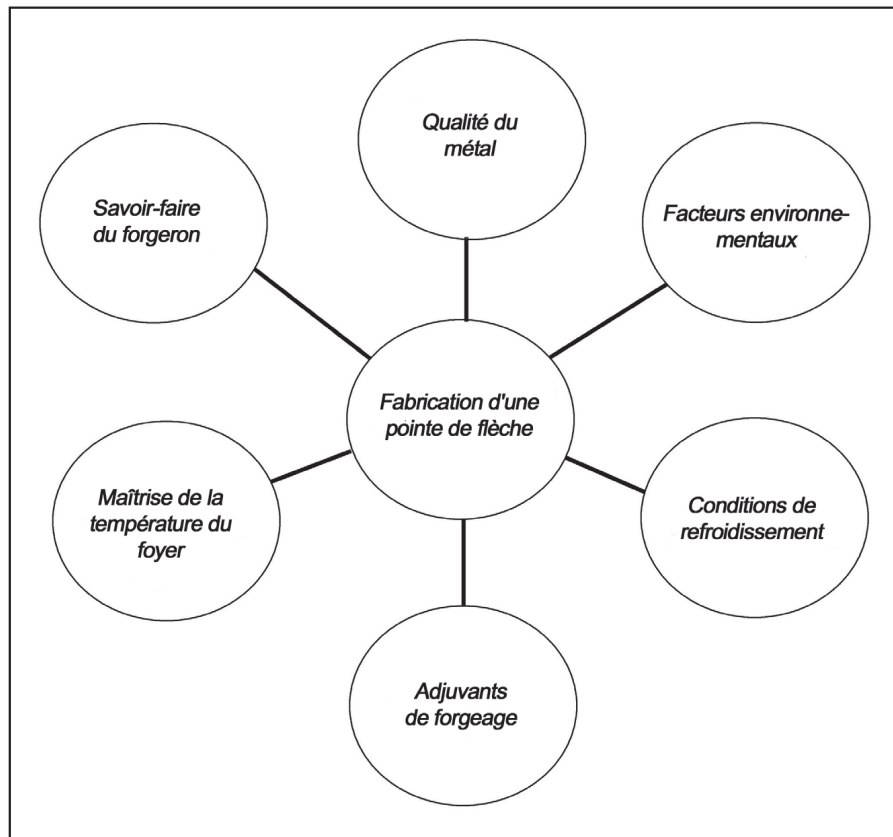 Qualité du
métal
Savoir-faire
du forgeron
Facteurs environne-
mentaux
Fabrication d'une
pointe de flèche
Maîtrise de la
température du
foyer
Conditions de
refroidissement
Adjuvants
de forgeage